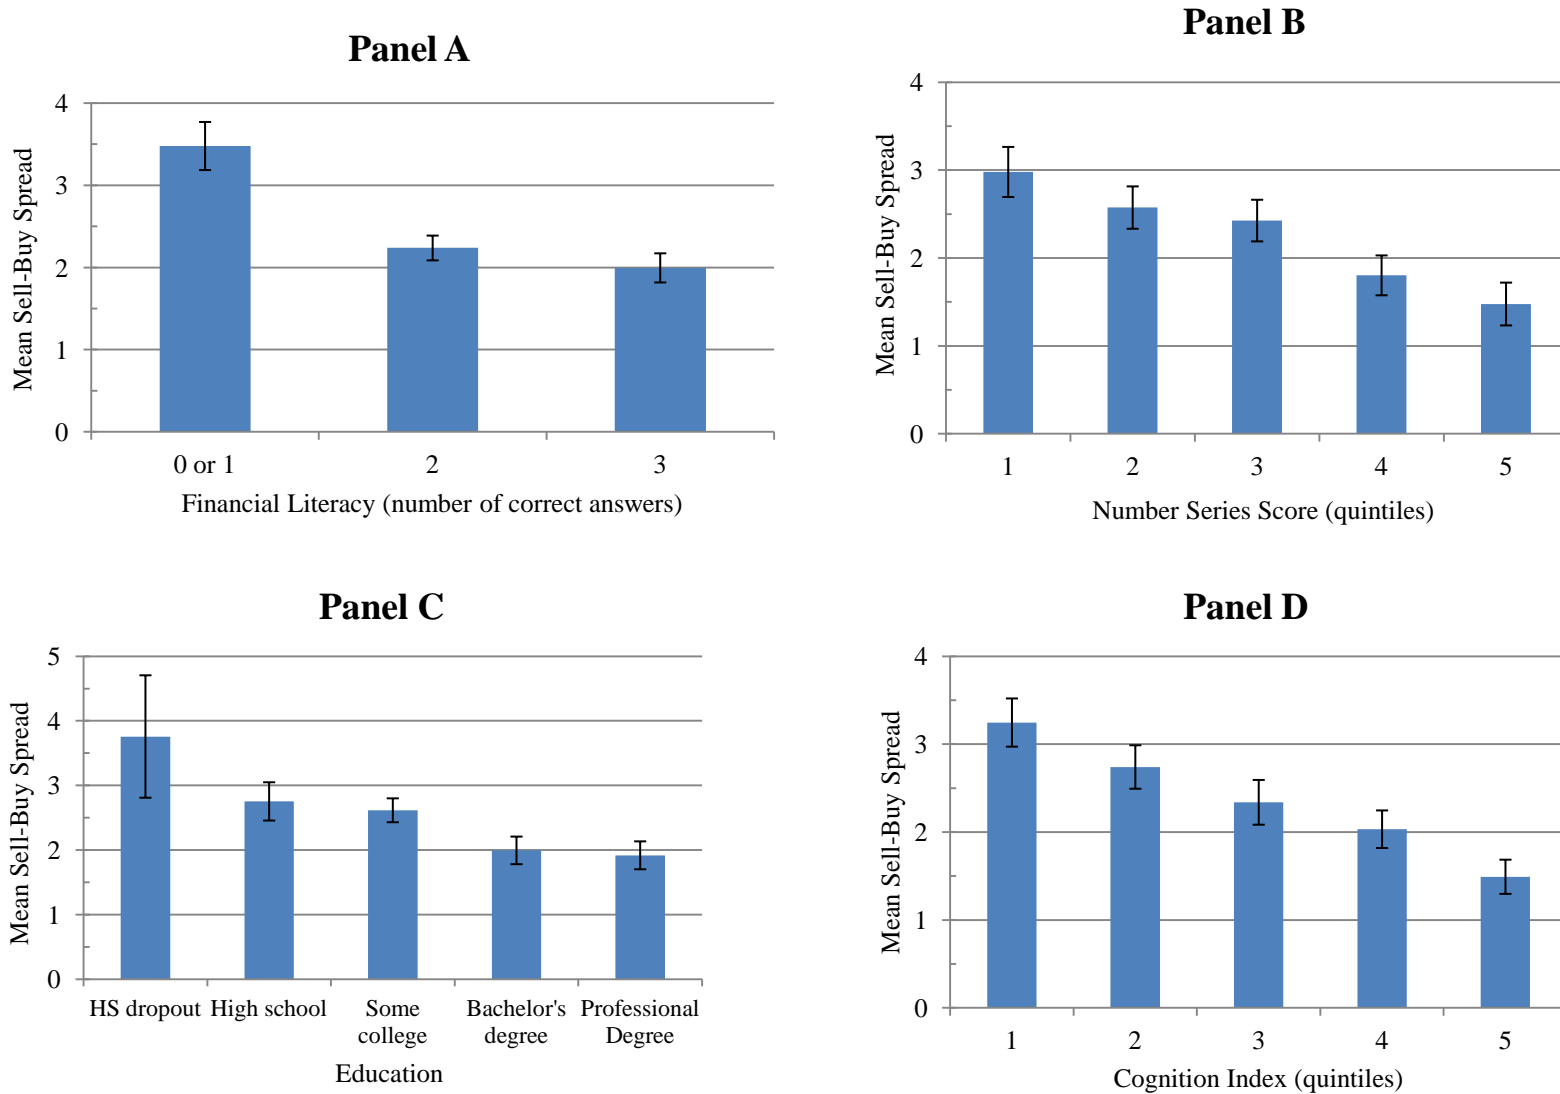 Panel A
Mean Sell-Buy Spread
4
3
2
1
0
0 or 1
2
3
Financial Literacy (number of correct answers)
Panel B
Mean Sell-Buy Spread
4
3
2
1
0
1
2
3
4
5
Number Series Score (quintiles)
Panel C
Mean Sell-Buy Spread
5
4
3
2
1
0
HS dropout
High school
Some
college
Bachelor's
degree
Professional
Degree
Education
Panel D
Mean Sell-Buy Spread
4
3
2
1
0
1
2
3
4
5
Cognition Index (quintiles)